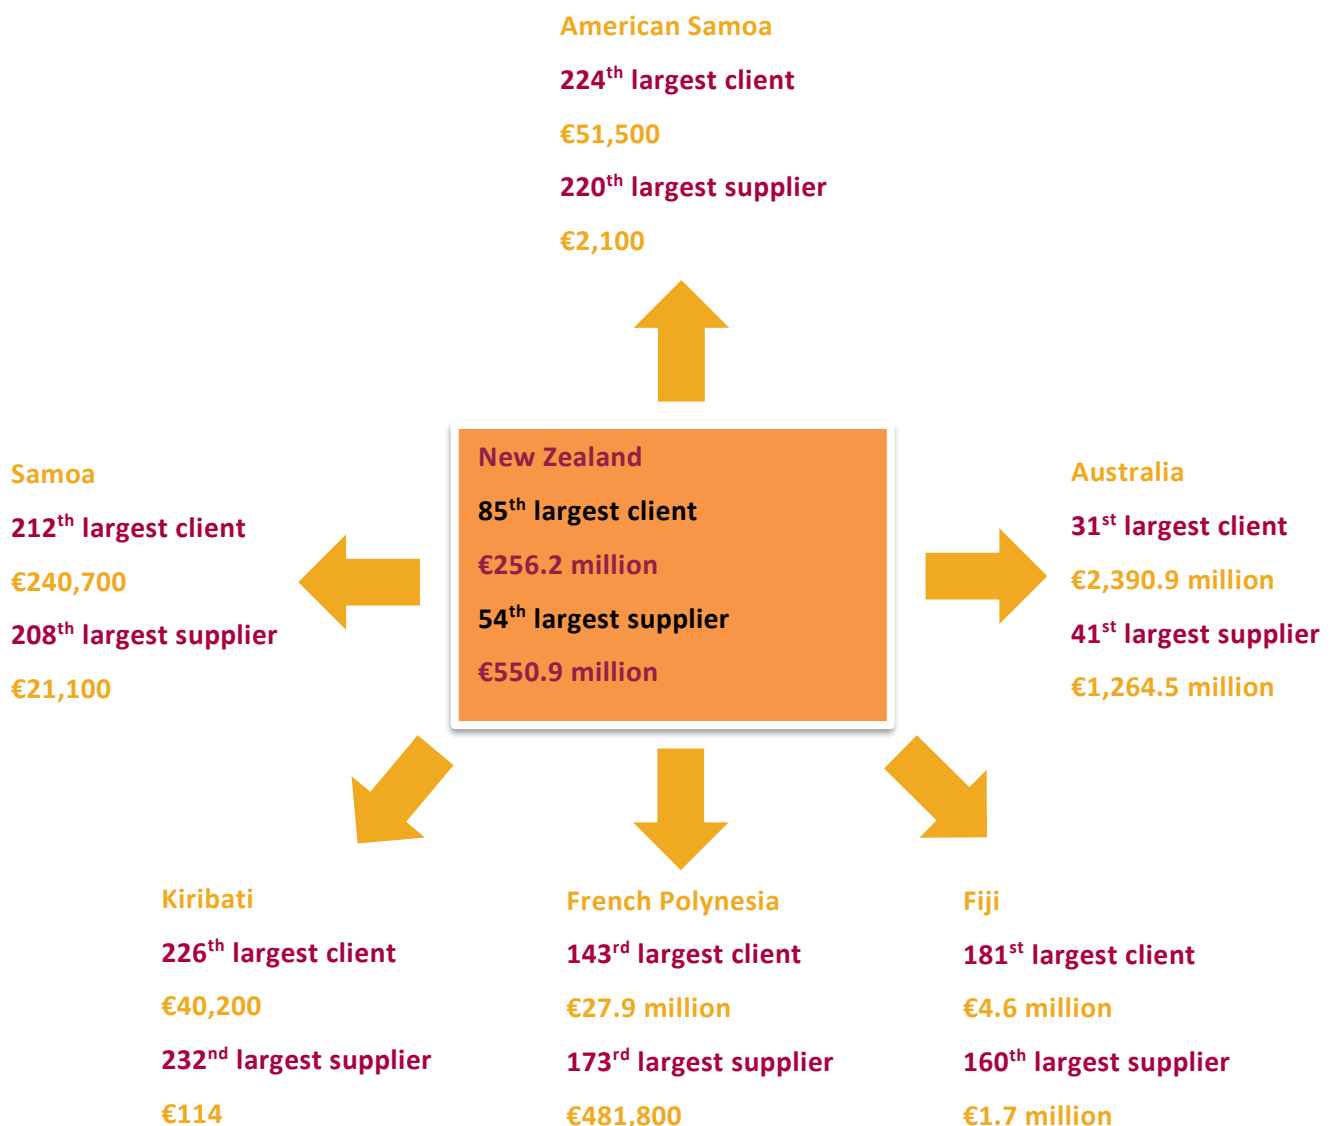 American Samoa
224th largest client
€51,500
220th largest supplier
€2,100
New Zealand
85th largest client
€256.2 million
54th largest supplier
€550.9 million
Samoa
212th largest client
€240,700
208th largest supplier
€21,100
Australia
31st largest client
€2,390.9 million
41st largest supplier
€1,264.5 million
Kiribati
226th largest client
€40,200
232nd largest supplier
€114
French Polynesia
143rd largest client
€27.9 million
173rd largest supplier
€481,800
Fiji
181st largest client
€4.6 million
160th largest supplier
€1.7 million